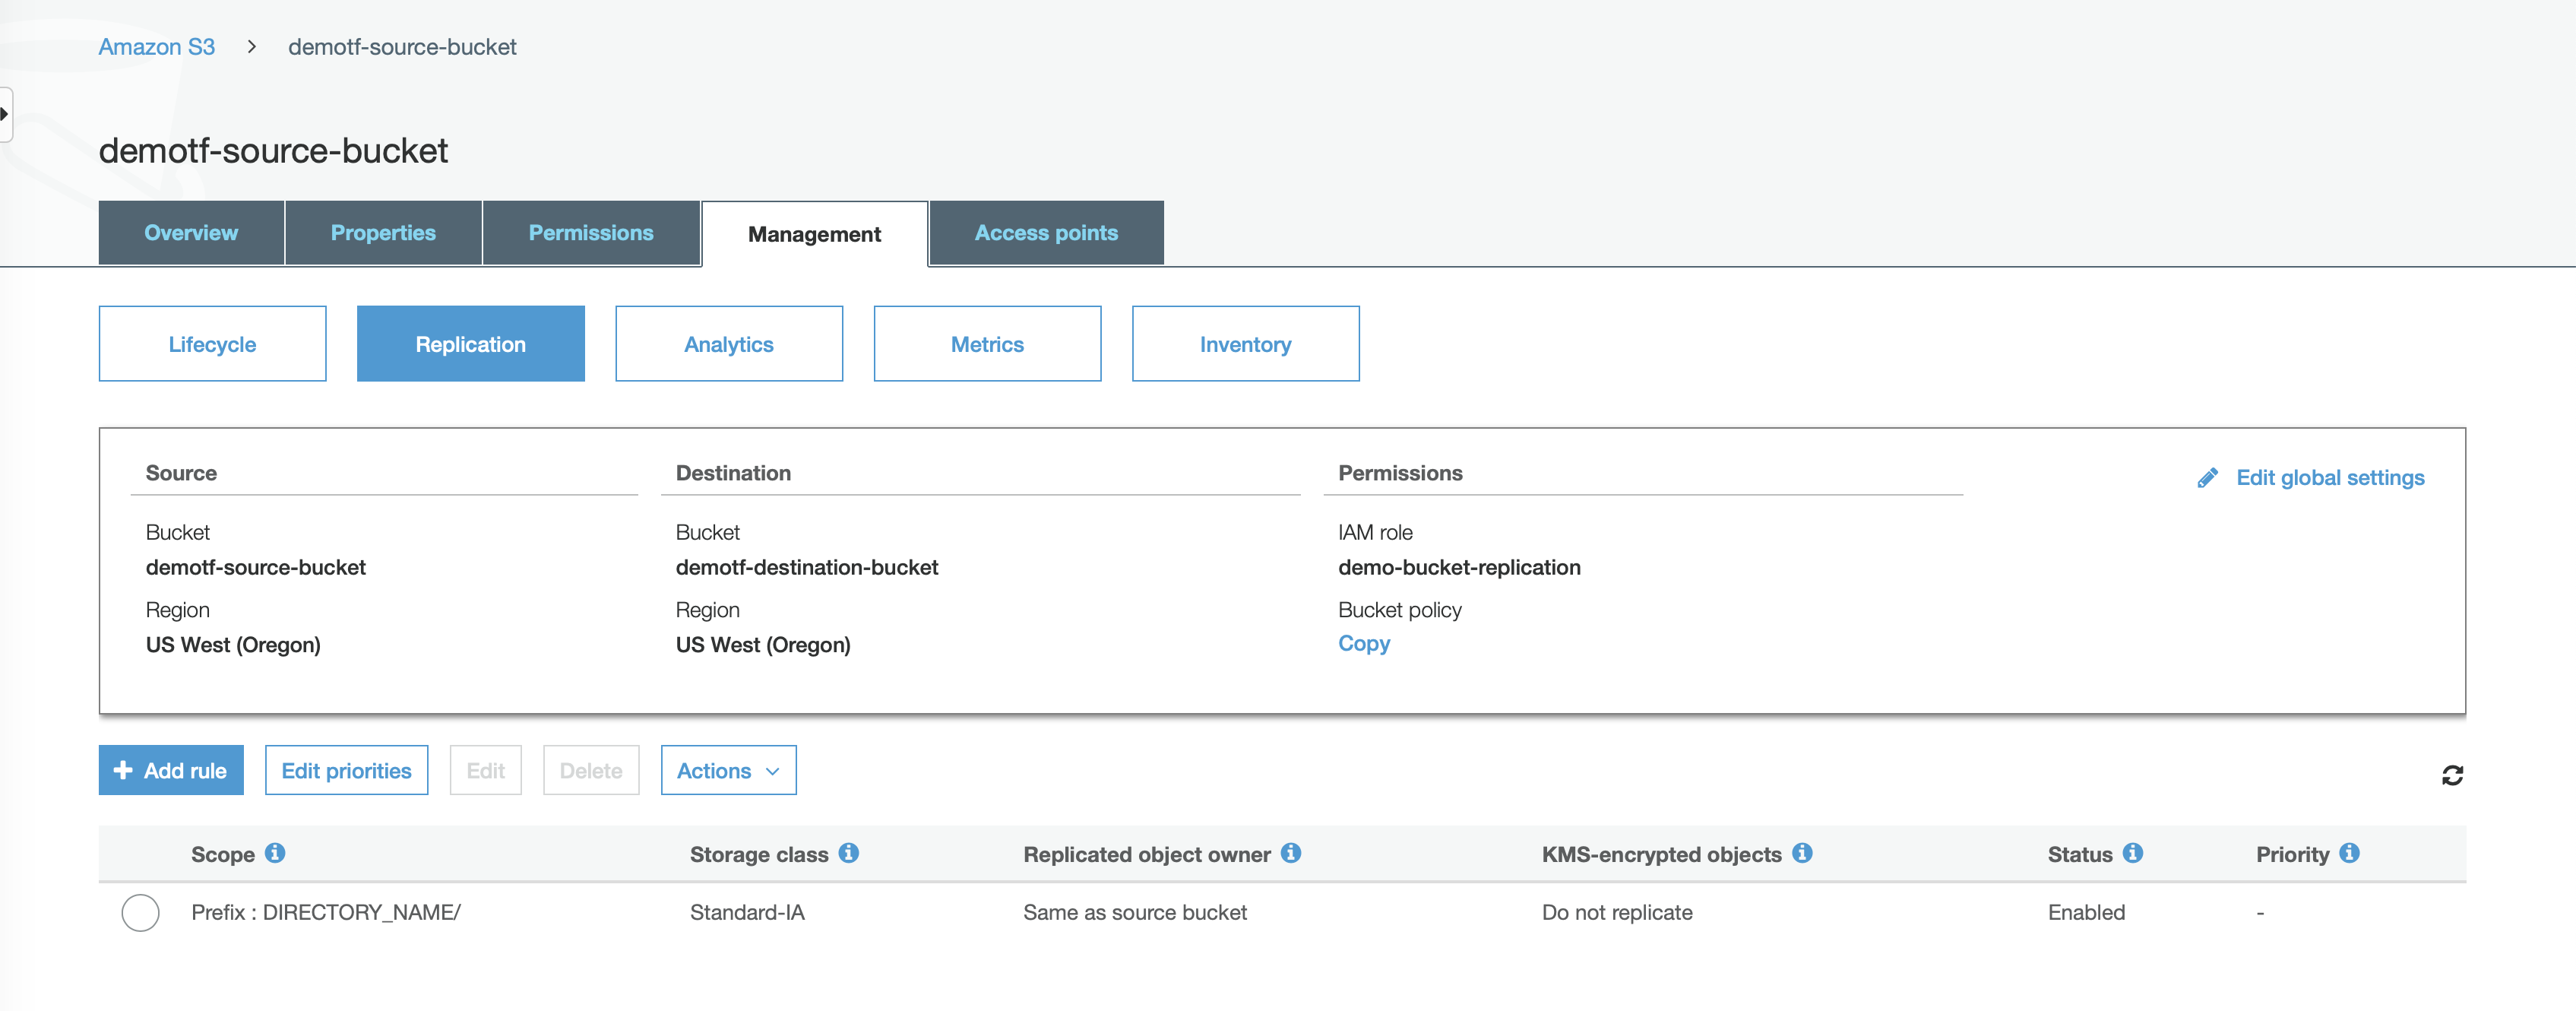 Amazon S3 > demotf-source-bucket
demotf-source-bucket
Overview Properties Permissions Management Access points
Lifecycle Replication Analytics Metrics Inventory
Source Destination Permissions Edit global settings
Bucket Bucket IAM role
demotf-source-bucket demotf-destination-bucket demo-bucket-replication
Region Region Bucket policy
US West (Oregon) US West (Oregon) Copy
+ Add rule Edit priorities Edit Delete Actions
Scope Storage class Replicated object owner KMS-encrypted objects Status Priority
Prefix : DIRECTORY_NAME/ Standard-IA Same as source bucket Do not replicate Enabled -